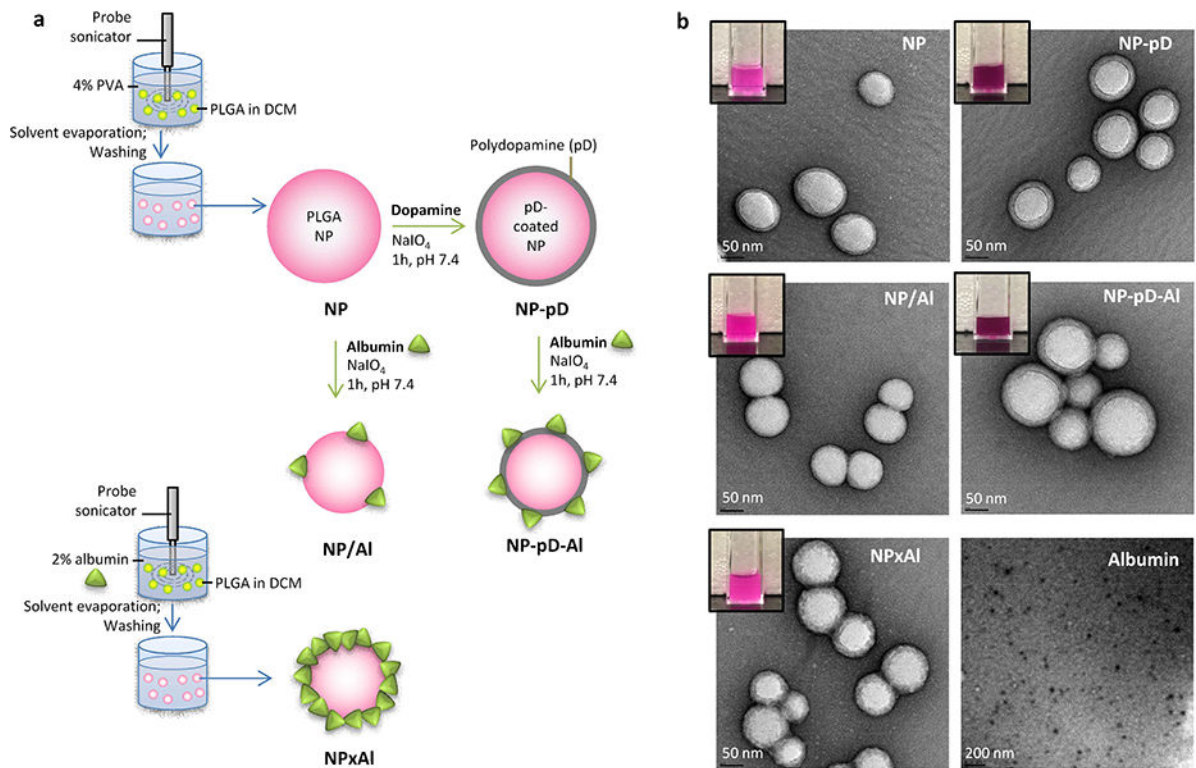 a
Probe
sonicator
4% PVA
PLGA in DCM
Solvent evaporation;
Washing
PLGA
NP
NP
Dopamine
NaIO₄
1h, pH 7.4
Polydopamine (pD)
pD-
coated
NP
NP-pD
Albumin
NaIO₄
1h, pH 7.4
Albumin
NaIO₄
1h, pH 7.4
NP/Al
NP-pD-Al
Probe
sonicator
2% albumin
PLGA in DCM
Solvent evaporation;
Washing
NPxAl
b
NP
50 nm
NP-pD
50 nm
NP/Al
50 nm
NP-pD-Al
50 nm
NPxAl
50 nm
Albumin
200 nm